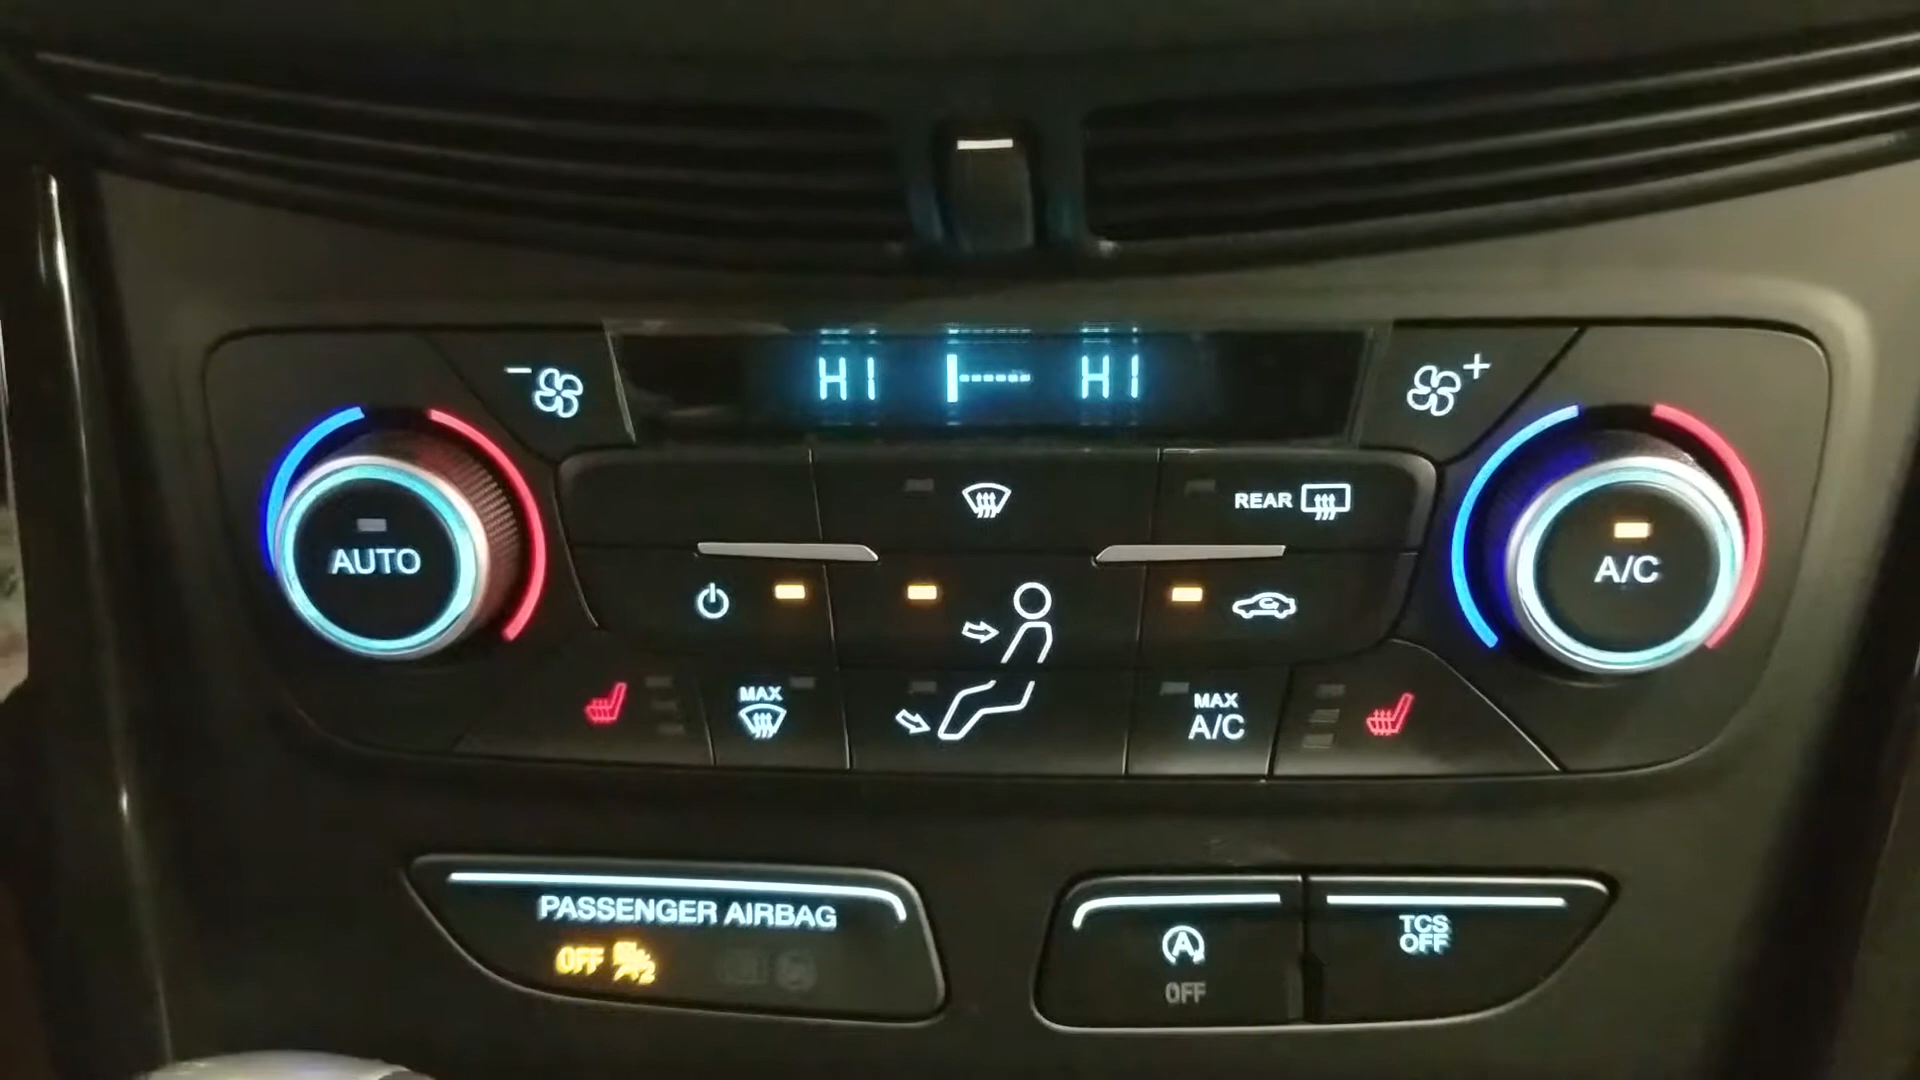 HI HI
REAR
AUTO
A/C
MAX
MAX
A/C
PASSENGER AIRBAG
OFF
A
OFF
TCS
OFF